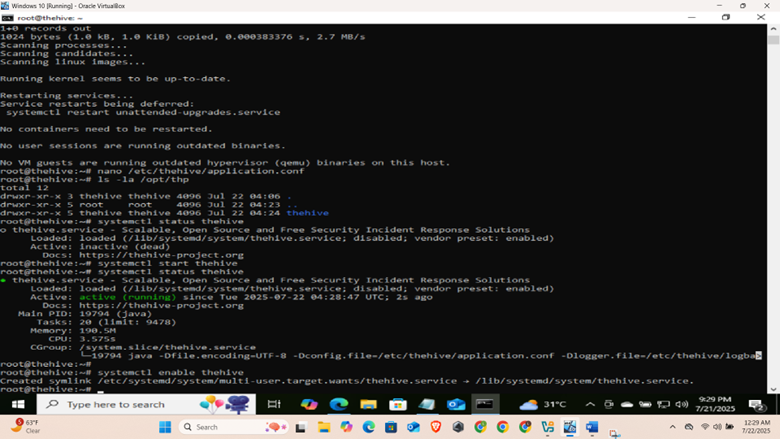 Windows 10 [Running] - Oracle VirtualBox
root@thehive: ~
1+0 records out
1024 bytes (1.0 kB, 1.0 KiB) copied, 0.000383376 s, 2.7 MB/s
Scanning processes...
Scanning candidates...
Scanning linux images...
Running kernel seems to be up-to-date.
Restarting services...
Service restarts being deferred:
systemctl restart unattended-upgrades.service
No containers need to be restarted.
No user sessions are running outdated binaries.
No VM guests are running outdated hypervisor (qemu) binaries on this host.
root@thehive:~# nano /etc/thehive/application.conf
root@thehive:~# ls -la /opt/thp
total 12
drwxr-xr-x 3 thehive thehive 4096 Jul 22 04:06 .
drwxr-xr-x 5 root    root    4096 Jul 22 04:23 ..
drwxr-xr-x 5 thehive thehive 4096 Jul 22 04:24 thehive
root@thehive:~# systemctl status thehive
○ thehive.service - Scalable, Open Source and Free Security Incident Response Solutions
Loaded: loaded (/lib/systemd/system/thehive.service; disabled; vendor preset: enabled)
Active: inactive (dead)
Docs: https://thehive-project.org
root@thehive:~# systemctl start thehive
root@thehive:~# systemctl status thehive
● thehive.service - Scalable, Open Source and Free Security Incident Response Solutions
Loaded: loaded (/lib/systemd/system/thehive.service; disabled; vendor preset: enabled)
Active: active (running) since Tue 2025-07-22 04:28:47 UTC; 2s ago
Docs: https://thehive-project.org
Main PID: 19794 (java)
Tasks: 20 (limit: 9478)
Memory: 190.5M
CPU: 3.575s
CGroup: /system.slice/thehive.service
└─19794 java -Dfile.encoding=UTF-8 -Dconfig.file=/etc/thehive/application.conf -Dlogger.file=/etc/thehive/logba>
root@thehive:~#
root@thehive:~# systemctl enable thehive
Created symlink /etc/systemd/system/multi-user.target.wants/thehive.service → /lib/systemd/system/thehive.service.
root@thehive:~#
Type here to search
31°C
9:29 PM
7/21/2025
63°F
Clear
Search
12:29 AM
7/22/2025